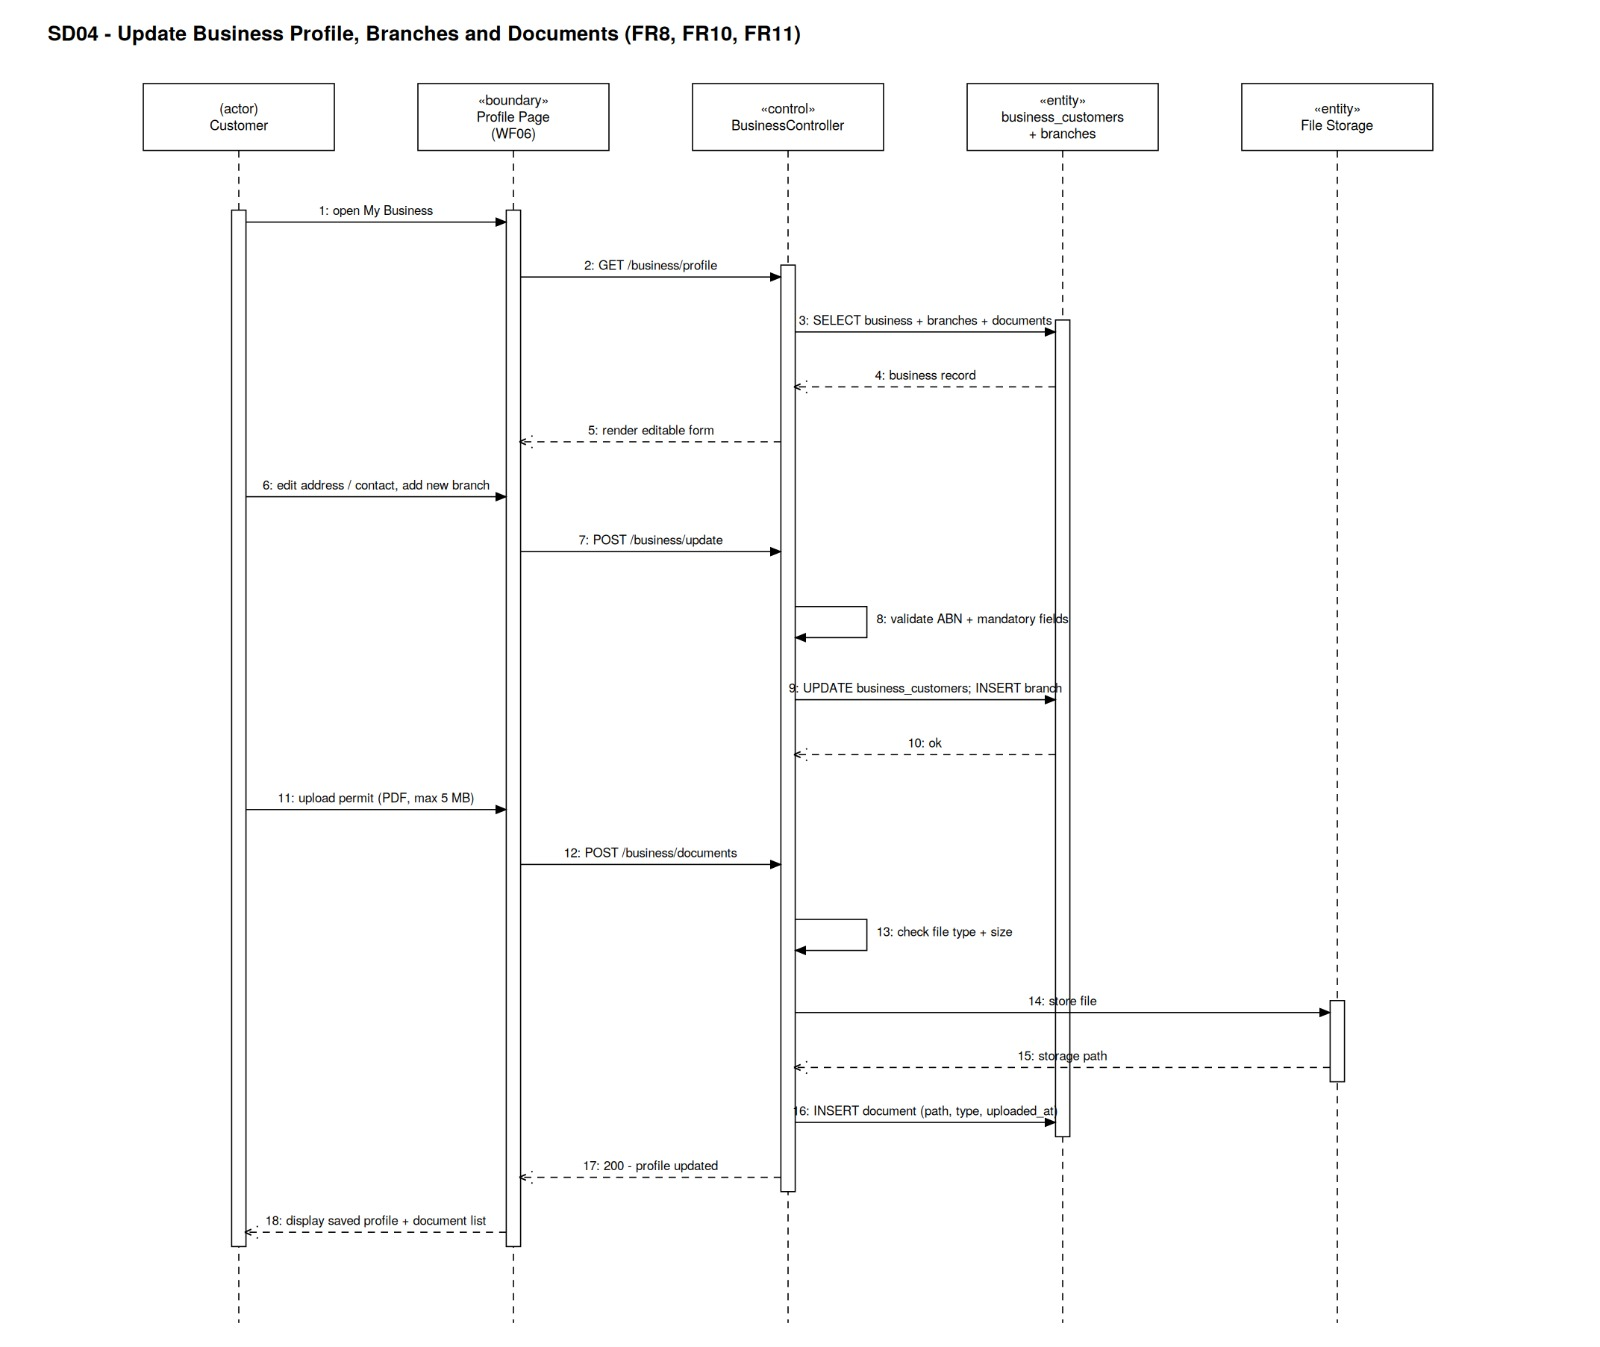 SD04 - Update Business Profile, Branches and Documents (FR8, FR10, FR11)
(actor)
Customer
«boundary»
Profile Page
(WF06)
«control»
BusinessController
«entity»
business_customers
+ branches
«entity»
File Storage
1: open My Business
2: GET /business/profile
3: SELECT business + branches + documents
4: business record
5: render editable form
6: edit address / contact, add new branch
7: POST /business/update
8: validate ABN + mandatory fields
9: UPDATE business_customers; INSERT branch
10: ok
11: upload permit (PDF, max 5 MB)
12: POST /business/documents
13: check file type + size
14: store file
15: storage path
16: INSERT document (path, type, uploaded_at)
17: 200 - profile updated
18: display saved profile + document list